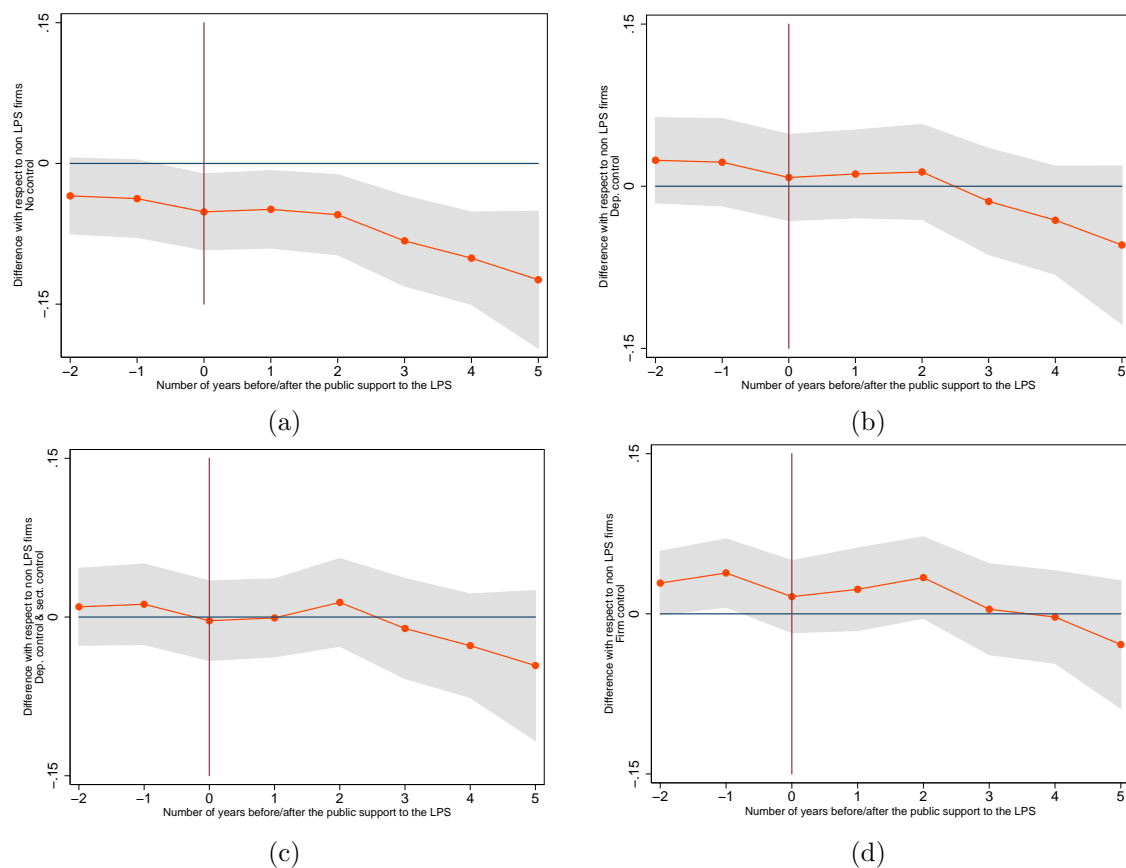 Difference with respect to non LPS firms
No control
.15
0
-.15
-2 -1 0 1 2 3 4 5
Number of years before/after the public support to the LPS
(a)
Difference with respect to non LPS firms
Dep. control
.15
0
-.15
-2 -1 0 1 2 3 4 5
Number of years before/after the public support to the LPS
(b)
Difference with respect to non LPS firms
Dep. control & sect. control
.15
0
-.15
-2 -1 0 1 2 3 4 5
Number of years before/after the public support to the LPS
(c)
Difference with respect to non LPS firms
Firm control
.15
0
-.15
-2 -1 0 1 2 3 4 5
Number of years before/after the public support to the LPS
(d)